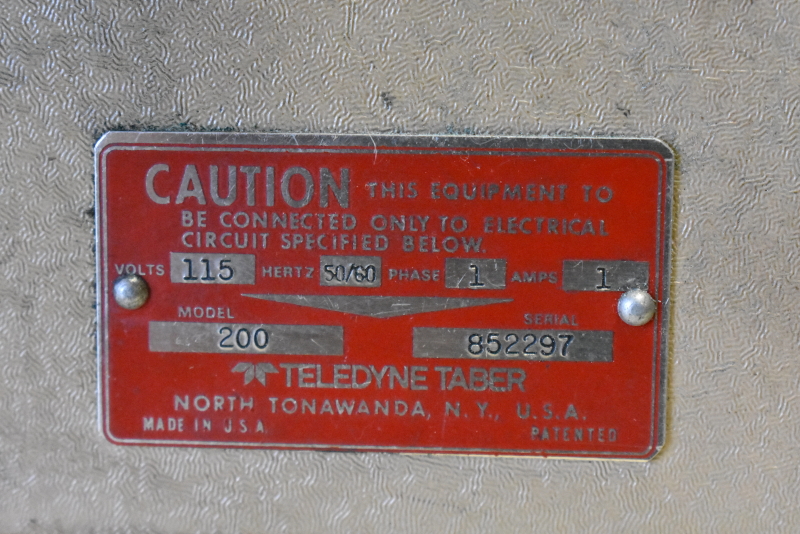 CAUTION THIS EQUIPMENT TO
BE CONNECTED ONLY TO ELECTRICAL
CIRCUIT SPECIFIED BELOW.
VOLTS 115 HERTZ 50/60 PHASE 1 AMPS 1
MODEL SERIAL
200 852297
TELEDYNE TABER
NORTH TONAWANDA, N.Y., U.S.A.
MADE IN U.S.A. PATENTED